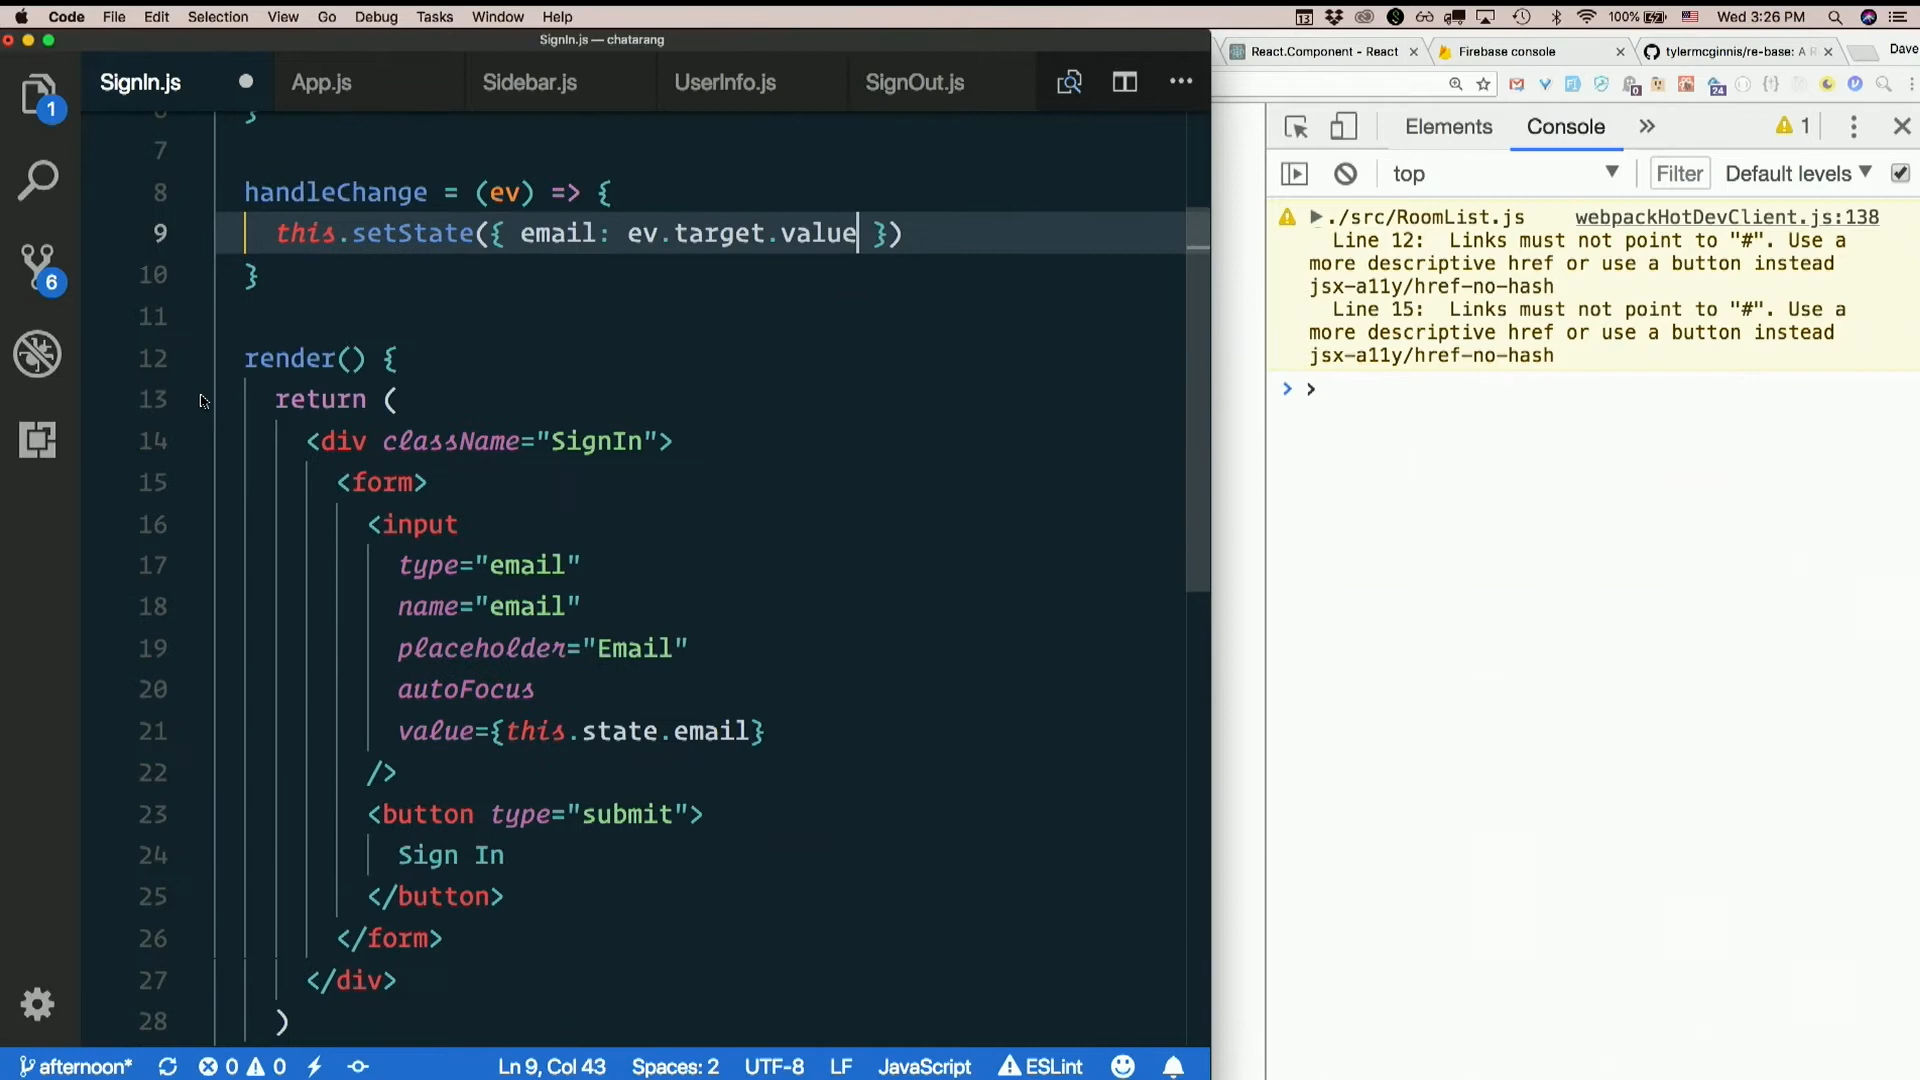 Code File Edit Selection View Go Debug Tasks Window Help
13 100% Wed 3:26 PM
SignIn.js — chatarang
React.Component - React Firebase console tylermcginnis/re-base: A R Dave
SignIn.js App.js Sidebar.js UserInfo.js SignOut.js
1
6
6 }
7
8 handleChange = (ev) => {
9 this.setState({ email: ev.target.value })
10 }
11
12 render() {
13 return (
14 <div className="SignIn">
15 <form>
16 <input
17 type="email"
18 name="email"
19 placeholder="Email"
20 autoFocus
21 value={this.state.email}
22 />
23 <button type="submit">
24 Sign In
25 </button>
26 </form>
27 </div>
28 )
0 24
Elements Console » 1
top Filter Default levels
./src/RoomList.js webpackHotDevClient.js:138
Line 12: Links must not point to "#". Use a
more descriptive href or use a button instead
jsx-a11y/href-no-hash
Line 15: Links must not point to "#". Use a
more descriptive href or use a button instead
jsx-a11y/href-no-hash
afternoon* 0 0 Ln 9, Col 43 Spaces: 2 UTF-8 LF JavaScript ESLint